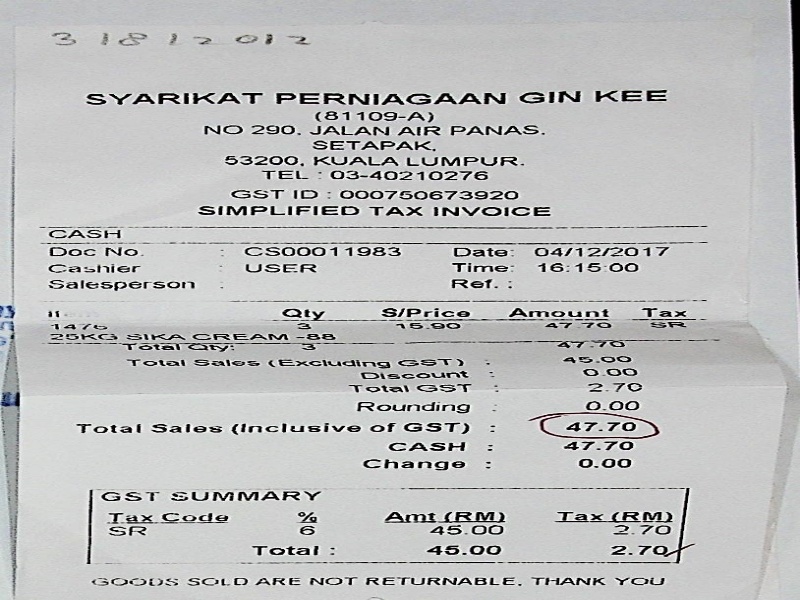 3 1812012
SYARIKAT PERNIAGAAN GIN KEE
(81109-A)
NO 290, JALAN AIR PANAS,
SETAPAK,
53200, KUALA LUMPUR.
TEL : 03-40210276
GST ID : 000750673920
SIMPLIFIED TAX INVOICE
CASH
Doc No. : CS00011983 Date: 04/12/2017
Cashier : USER Time: 16:15:00
Salesperson : Ref. :
Qty S/Price Amount Tax
1476 3 15.90 47.70 SR
25KG SIKA CREAM -88
Total Qty: 3 47.70
Total Sales (Excluding GST) : 45.00
Discount : 0.00
Total GST : 2.70
Rounding : 0.00
Total Sales (Inclusive of GST) : 47.70
CASH : 47.70
Change : 0.00
GST SUMMARY
Tax Code % Amt (RM) Tax (RM)
SR 6 45.00 2.70
Total : 45.00 2.70
GOODS SOLD ARE NOT RETURNABLE, THANK YOU